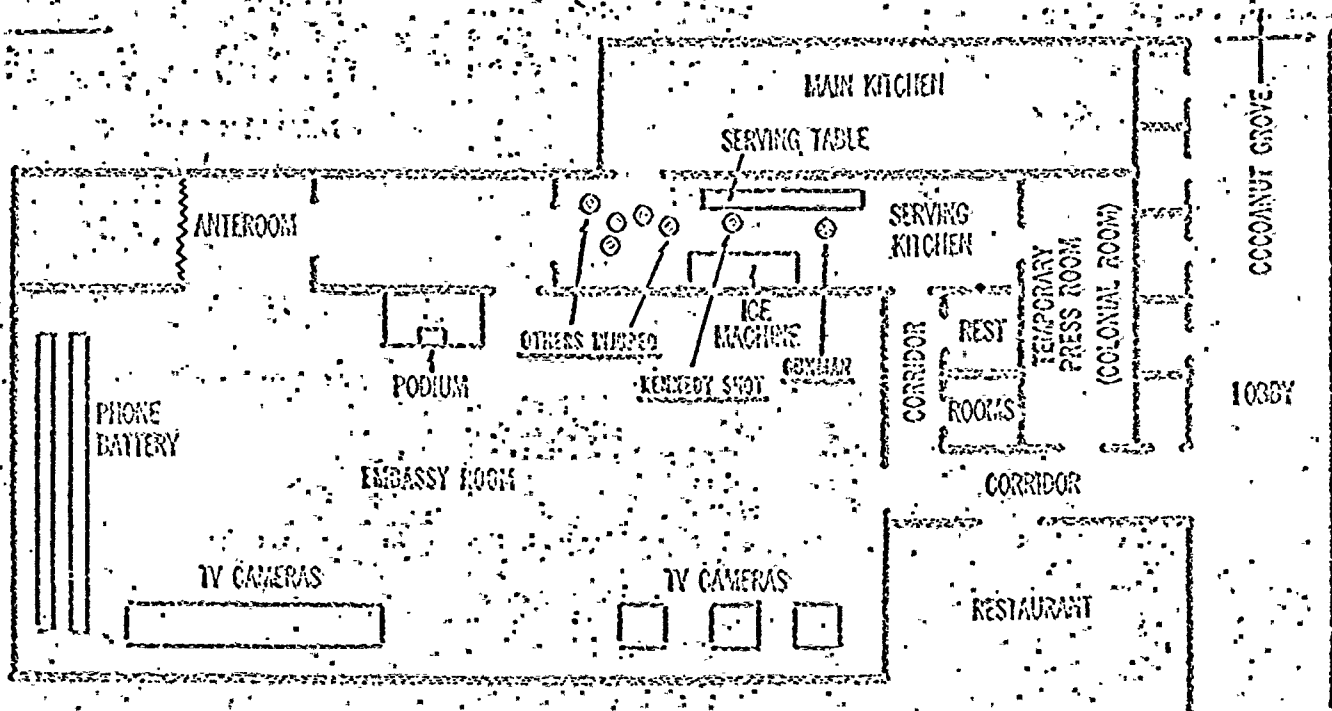 MAIN KITCHEN
SERVING TABLE
COCOANUT GROVE
ANTEROOM
SERVING
KITCHEN
TEMPORARY
PRESS ROOM
(COLONIAL ROOM)
OTHERS INJURED
ICE
MACHINE
GUNMAN
KENNEDY SHOT
PODIUM
CORRIDOR
REST
ROOMS
LOBBY
PHONE
BATTERY
EMBASSY ROOM
CORRIDOR
TV CAMERAS
TV CAMERAS
RESTAURANT